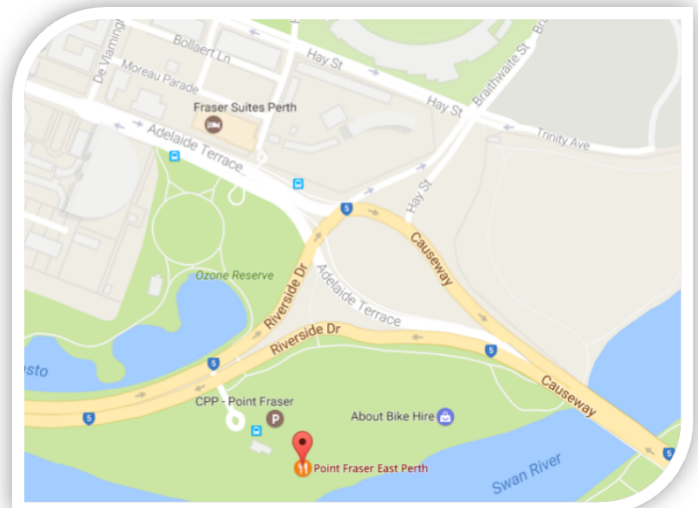 De Vlamingh
Bollaert Ln
Hay St
Moreau Parade
Hay St
Braithwaite St
Fraser Suites Perth
Trinity Ave
Adelaide Terrace
Hay St
5
Causeway
Ozone Reserve
Riverside Dr
Adelaide Terrace
Riverside Dr
5
5
Causeway
CPP - Point Fraser
P
About Bike Hire
5
5
Point Fraser East Perth
Swan River